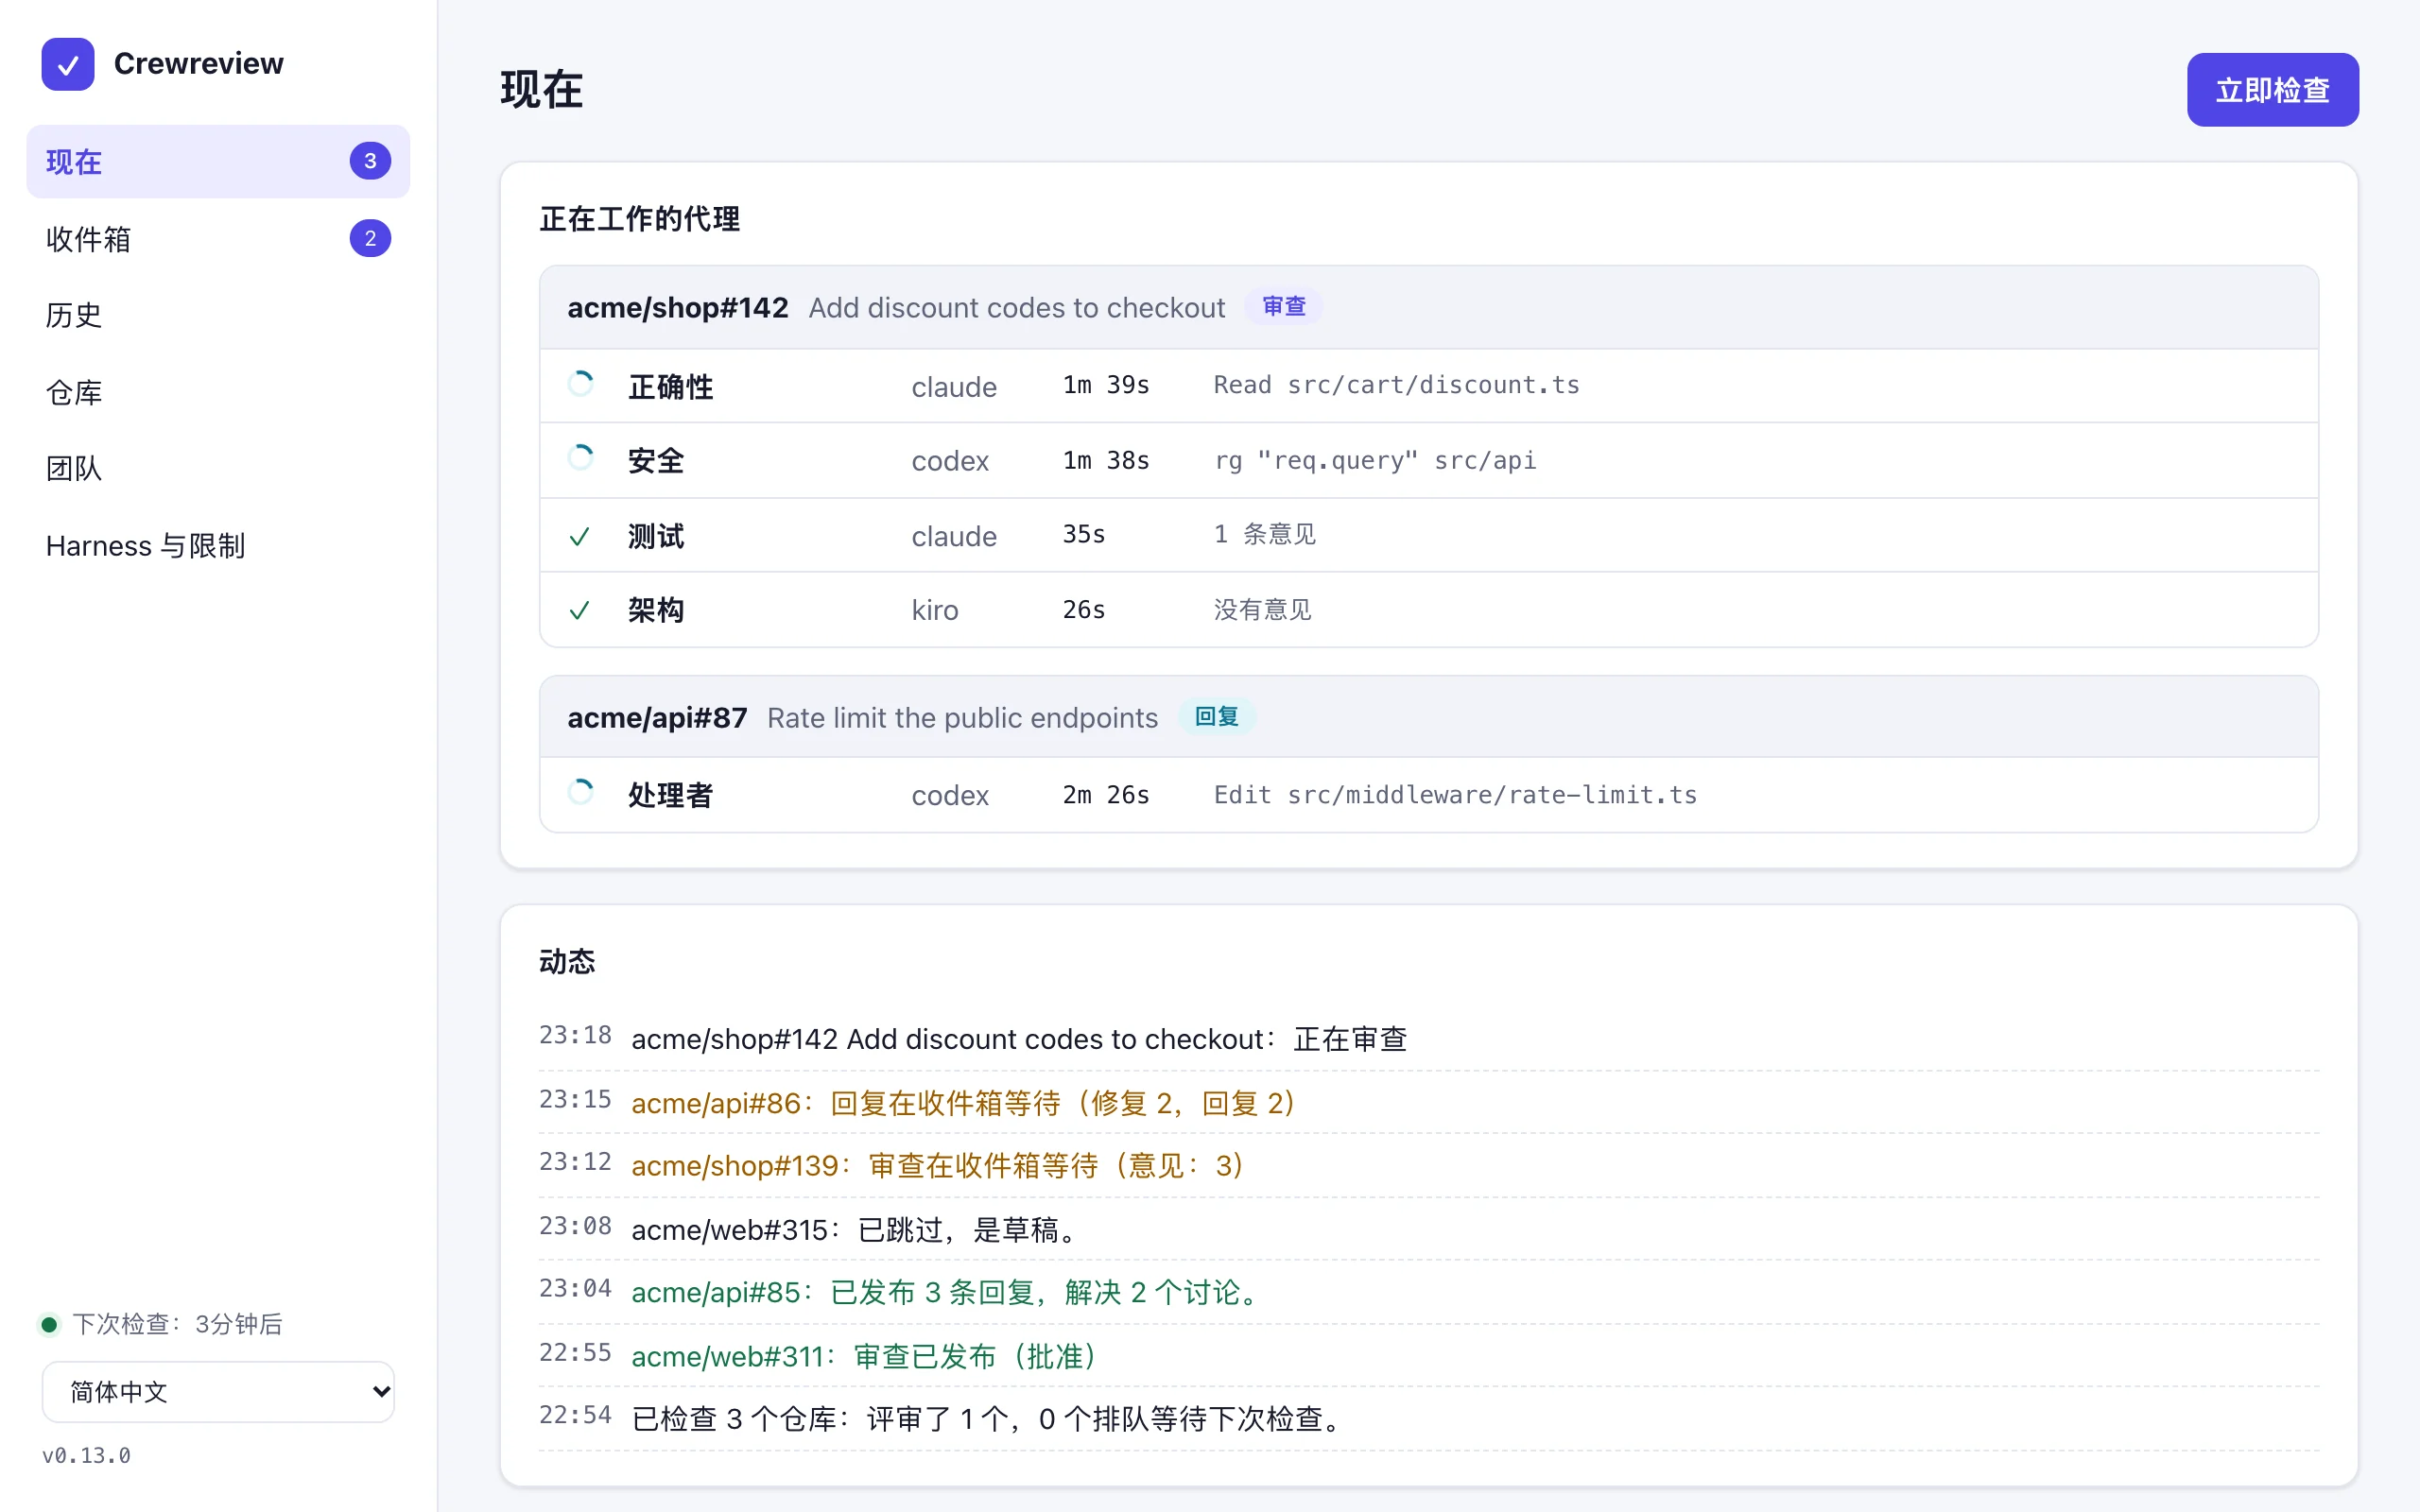 Crewreview
现在 3
收件箱 2
历史
仓库
团队
Harness 与限制
下次检查：3分钟后
简体中文
v0.13.0
现在
立即检查
正在工作的代理
acme/shop#142 Add discount codes to checkout 审查
正确性 claude 1m 39s Read src/cart/discount.ts
安全 codex 1m 38s rg "req.query" src/api
测试 claude 35s 1 条意见
架构 kiro 26s 没有意见
acme/api#87 Rate limit the public endpoints 回复
处理者 codex 2m 26s Edit src/middleware/rate-limit.ts
动态
23:18 acme/shop#142 Add discount codes to checkout：正在审查
23:15 acme/api#86：回复在收件箱等待（修复 2，回复 2）
23:12 acme/shop#139：审查在收件箱等待（意见：3）
23:08 acme/web#315：已跳过，是草稿。
23:04 acme/api#85：已发布 3 条回复，解决 2 个讨论。
22:55 acme/web#311：审查已发布（批准）
22:54 已检查 3 个仓库：评审了 1 个，0 个排队等待下次检查。